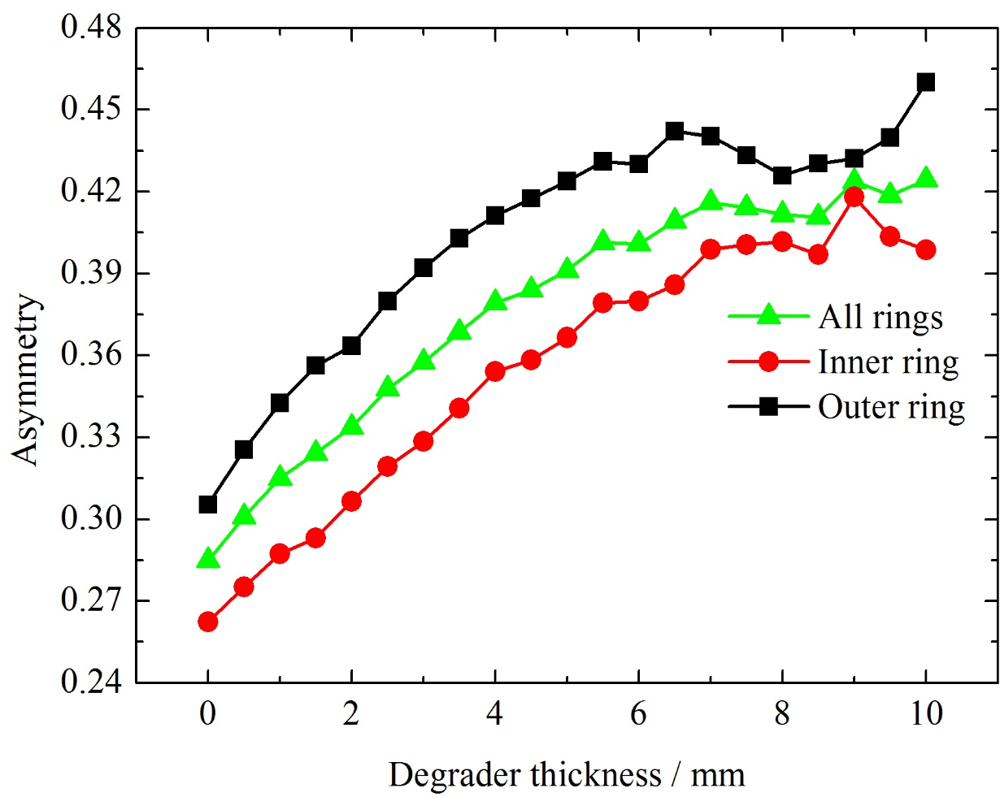 0.48
0.45
0.42
0.39
0.36
0.33
0.30
0.27
0.24
Asymmetry
All rings
Inner ring
Outer ring
0 2 4 6 8 10
Degrader thickness / mm